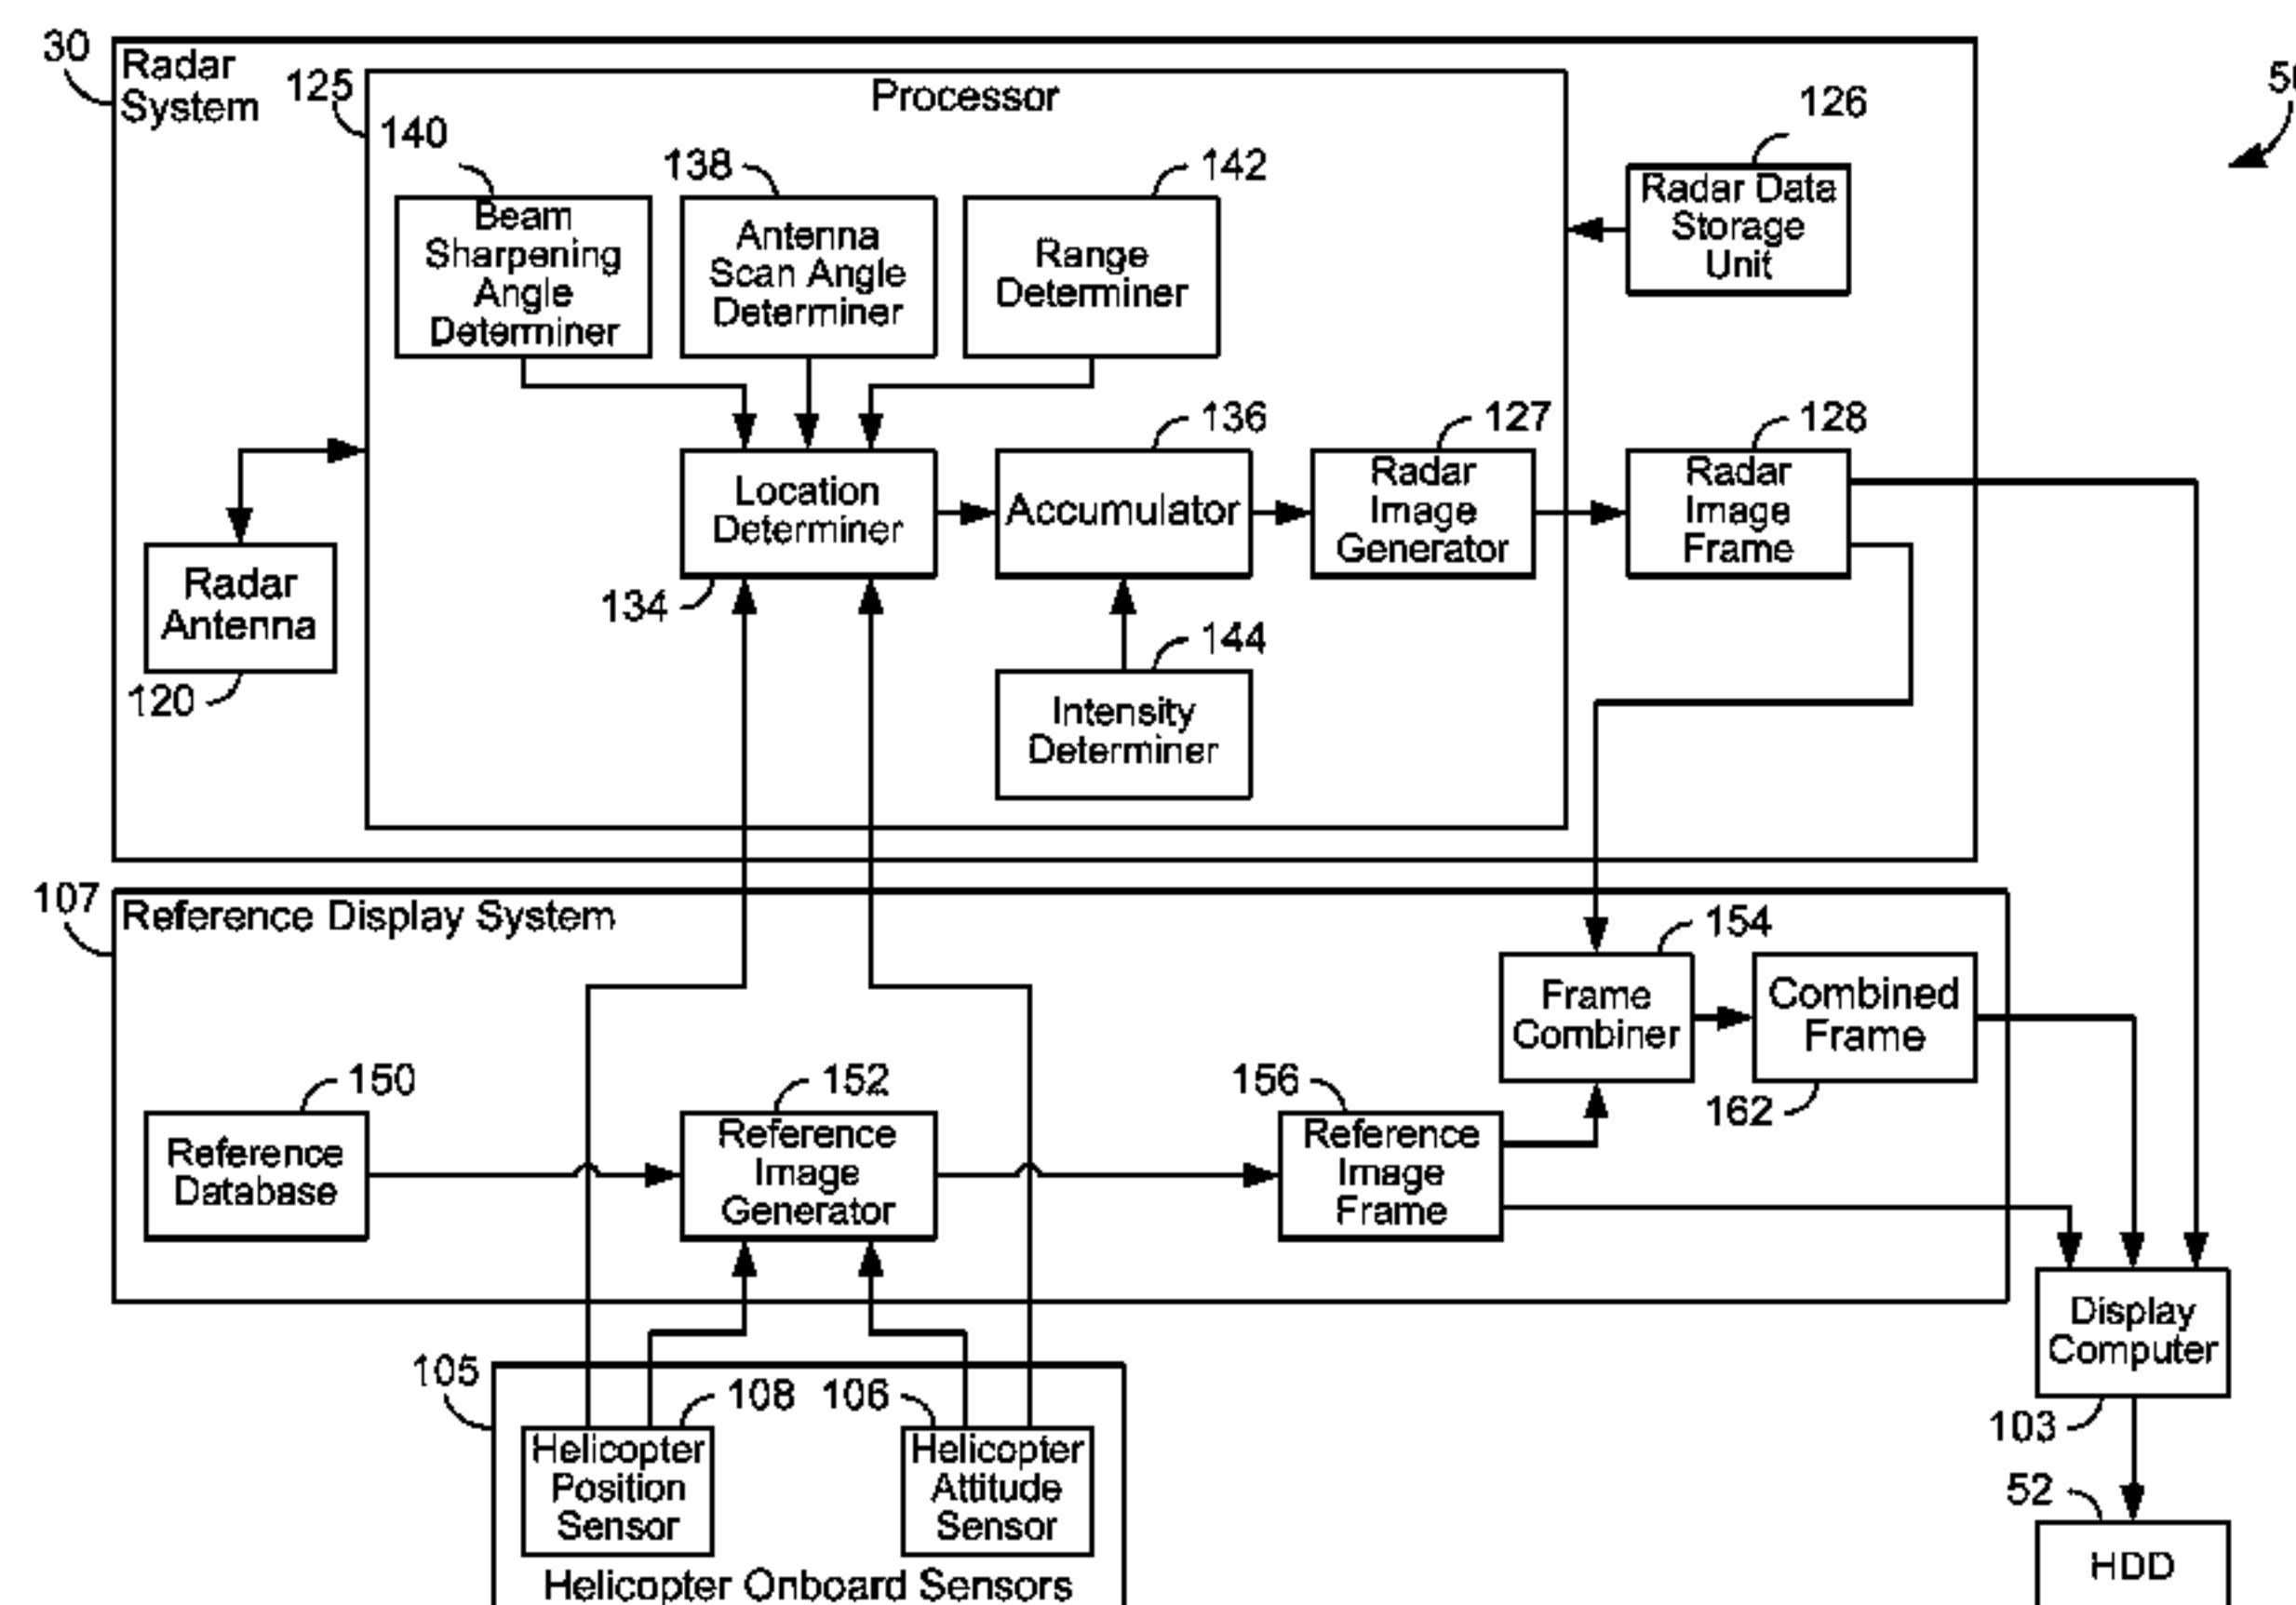 30
Radar
System
125
Processor
126
50
140
138
142
Radar Data
Storage
Unit
Beam
Sharpening
Angle
Determiner
Antenna
Scan Angle
Determiner
Range
Determiner
136
127
128
Location
Determiner
Accumulator
Radar
Image
Generator
Radar
Image
Frame
Radar
Antenna
134
120
144
Intensity
Determiner
107
Reference Display System
154
Frame
Combiner
Combined
Frame
150
152
156
162
Reference
Database
Reference
Image
Generator
Reference
Image
Frame
Display
Computer
105
108
106
103
Helicopter
Position
Sensor
Helicopter
Attitude
Sensor
52
HDD
Helicopter Onboard Sensors